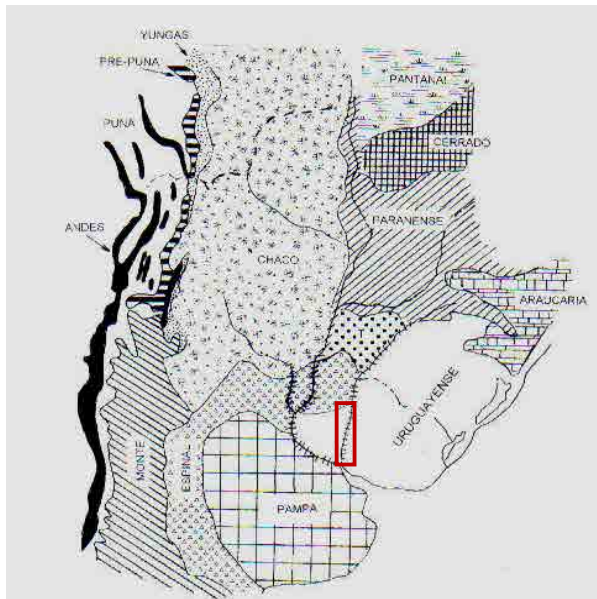 YUNGAS
PRE-PUNA
PANTANAL
PUNA
CERRADO
PARANENSE
ANDES
CHACO
ARAUCARIA
URUGUAYENSE
MONTE
ESPINAL
PAMPA